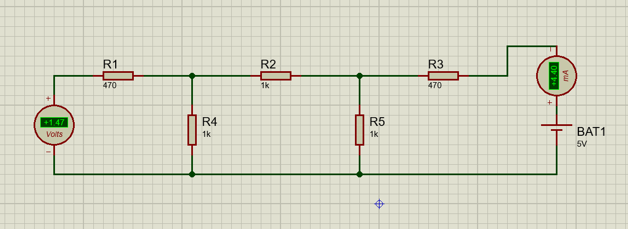 R1
470
R2
1k
R3
470
R4
1k
R5
1k
+1.47
Volts
+4.40
mA
BAT1
5V